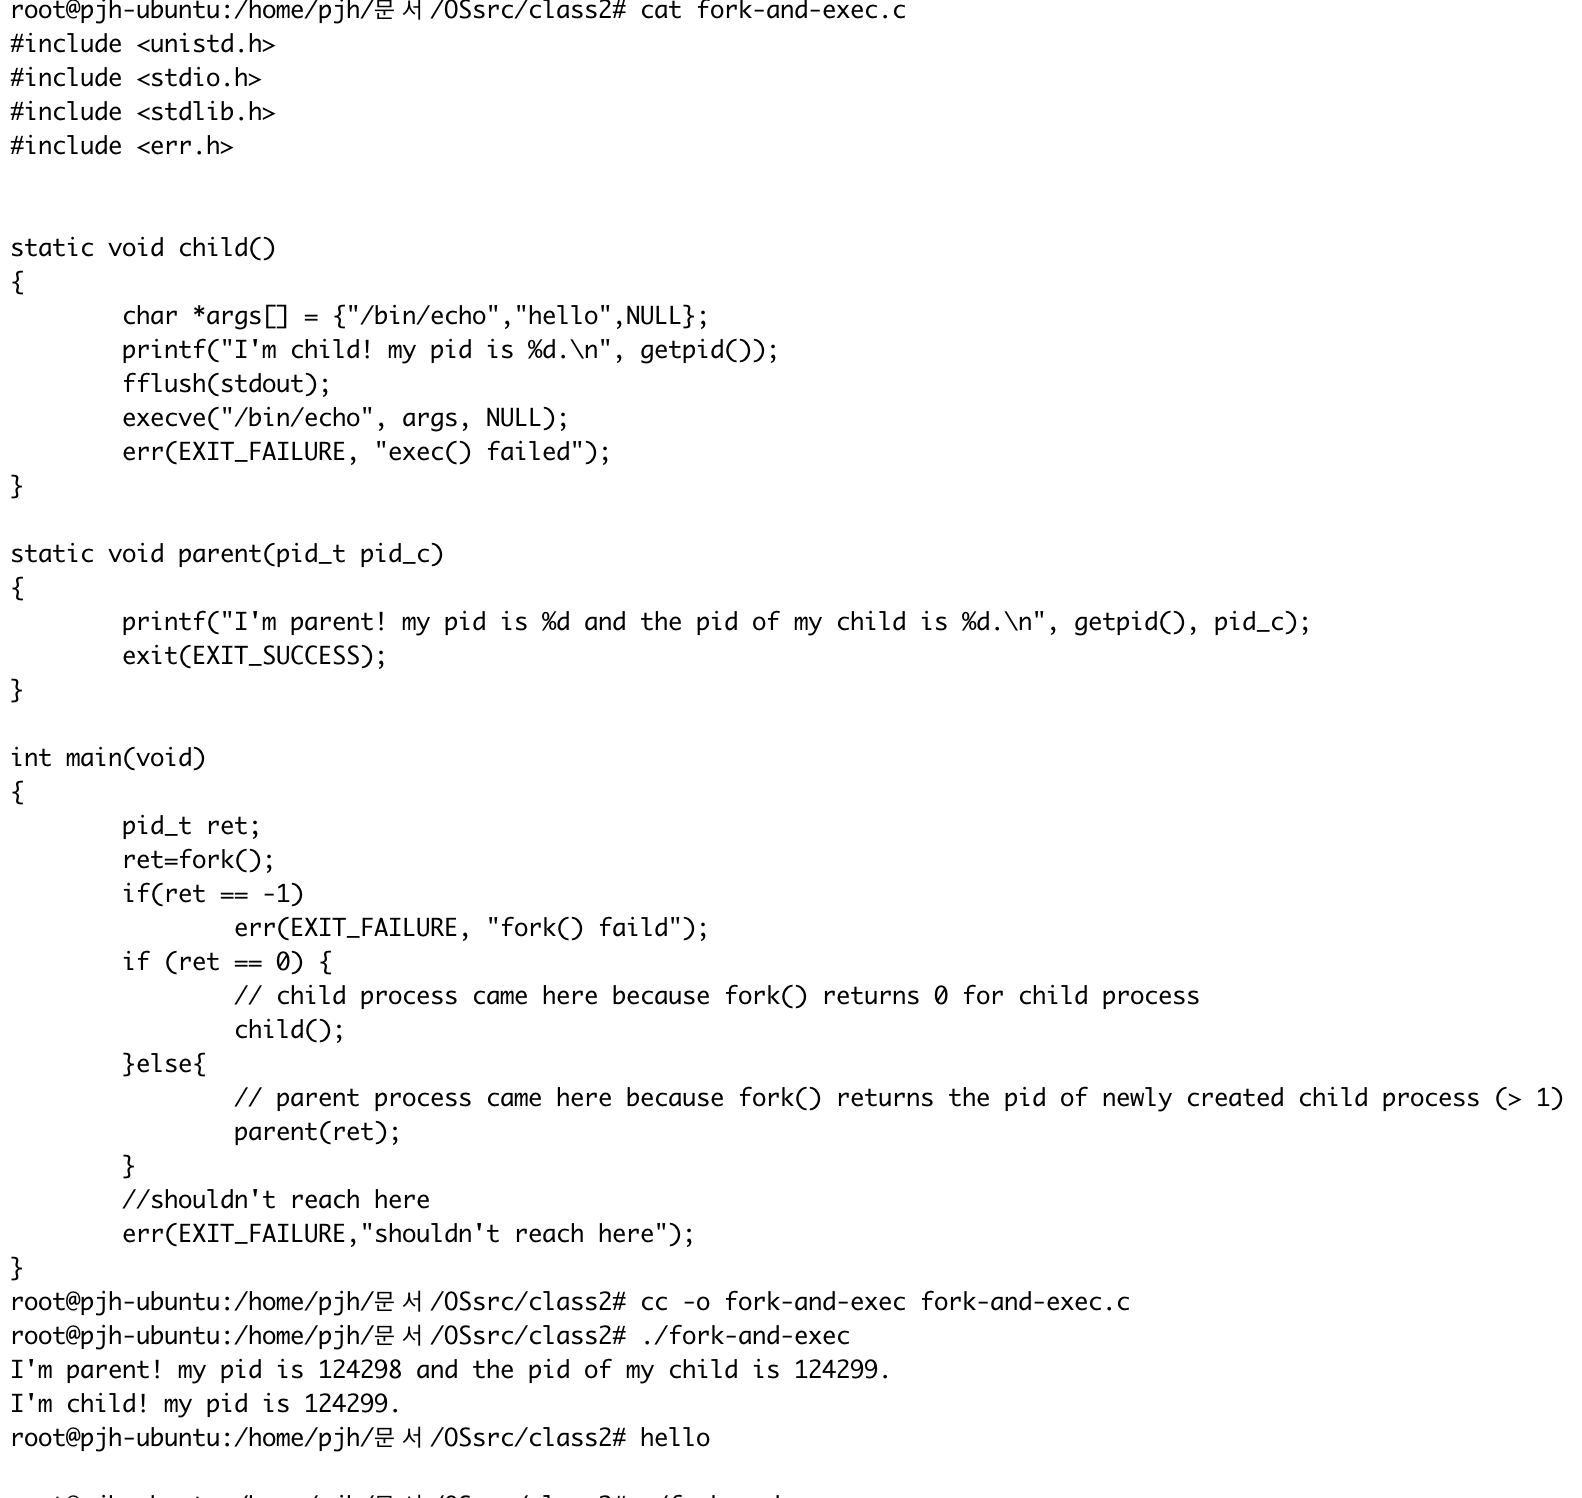 root@pjh-ubuntu:/home/pjh/문서/OSsrc/class2# cat fork-and-exec.c
#include <unistd.h>
#include <stdio.h>
#include <stdlib.h>
#include <err.h>
static void child()
{
        char *args[] = {"/bin/echo","hello",NULL};
        printf("I'm child! my pid is %d.\n", getpid());
        fflush(stdout);
        execve("/bin/echo", args, NULL);
        err(EXIT_FAILURE, "exec() failed");
}
static void parent(pid_t pid_c)
{
        printf("I'm parent! my pid is %d and the pid of my child is %d.\n", getpid(), pid_c);
        exit(EXIT_SUCCESS);
}
int main(void)
{
        pid_t ret;
        ret=fork();
        if(ret == -1)
                err(EXIT_FAILURE, "fork() faild");
        if (ret == 0) {
                // child process came here because fork() returns 0 for child process
                child();
        }else{
                // parent process came here because fork() returns the pid of newly created child process (> 1)
                parent(ret);
        }
        //shouldn't reach here
        err(EXIT_FAILURE,"shouldn't reach here");
}
root@pjh-ubuntu:/home/pjh/문서/OSsrc/class2# cc -o fork-and-exec fork-and-exec.c
root@pjh-ubuntu:/home/pjh/문서/OSsrc/class2# ./fork-and-exec
I'm parent! my pid is 124298 and the pid of my child is 124299.
I'm child! my pid is 124299.
root@pjh-ubuntu:/home/pjh/문서/OSsrc/class2# hello